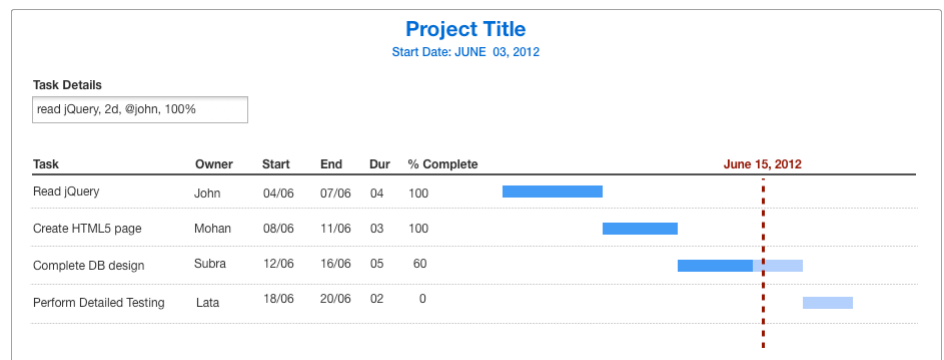 Project Title
Start Date: JUNE 03, 2012
Task Details
read jQuery, 2d, @john, 100%
Task Owner Start End Dur % Complete June 15, 2012
Read jQuery John 04/06 07/06 04 100
Create HTML5 page Mohan 08/06 11/06 03 100
Complete DB design Subra 12/06 16/06 05 60
Perform Detailed Testing Lata 18/06 20/06 02 0